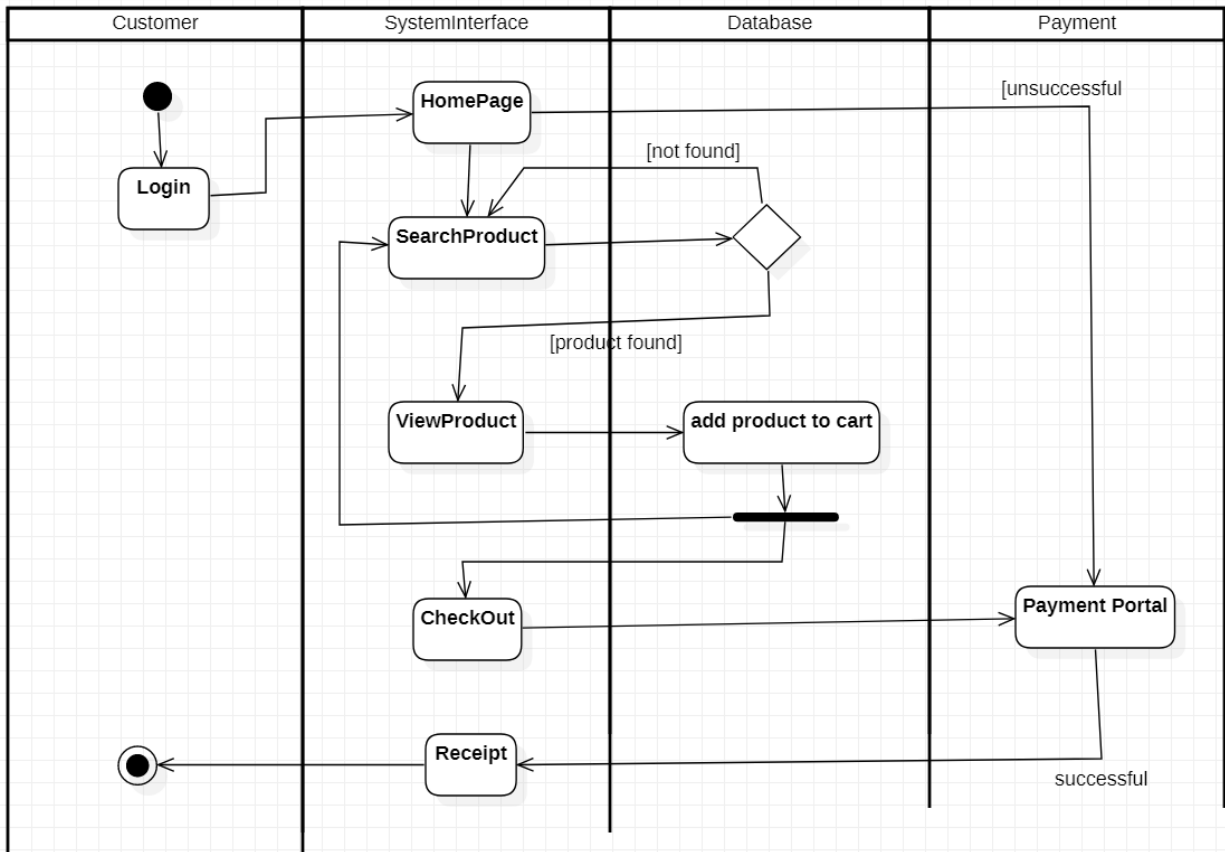 Customer
SystemInterface
Database
Payment
HomePage
[unsuccessful
[not found]
Login
SearchProduct
[product found]
ViewProduct
add product to cart
CheckOut
Payment Portal
Receipt
successful